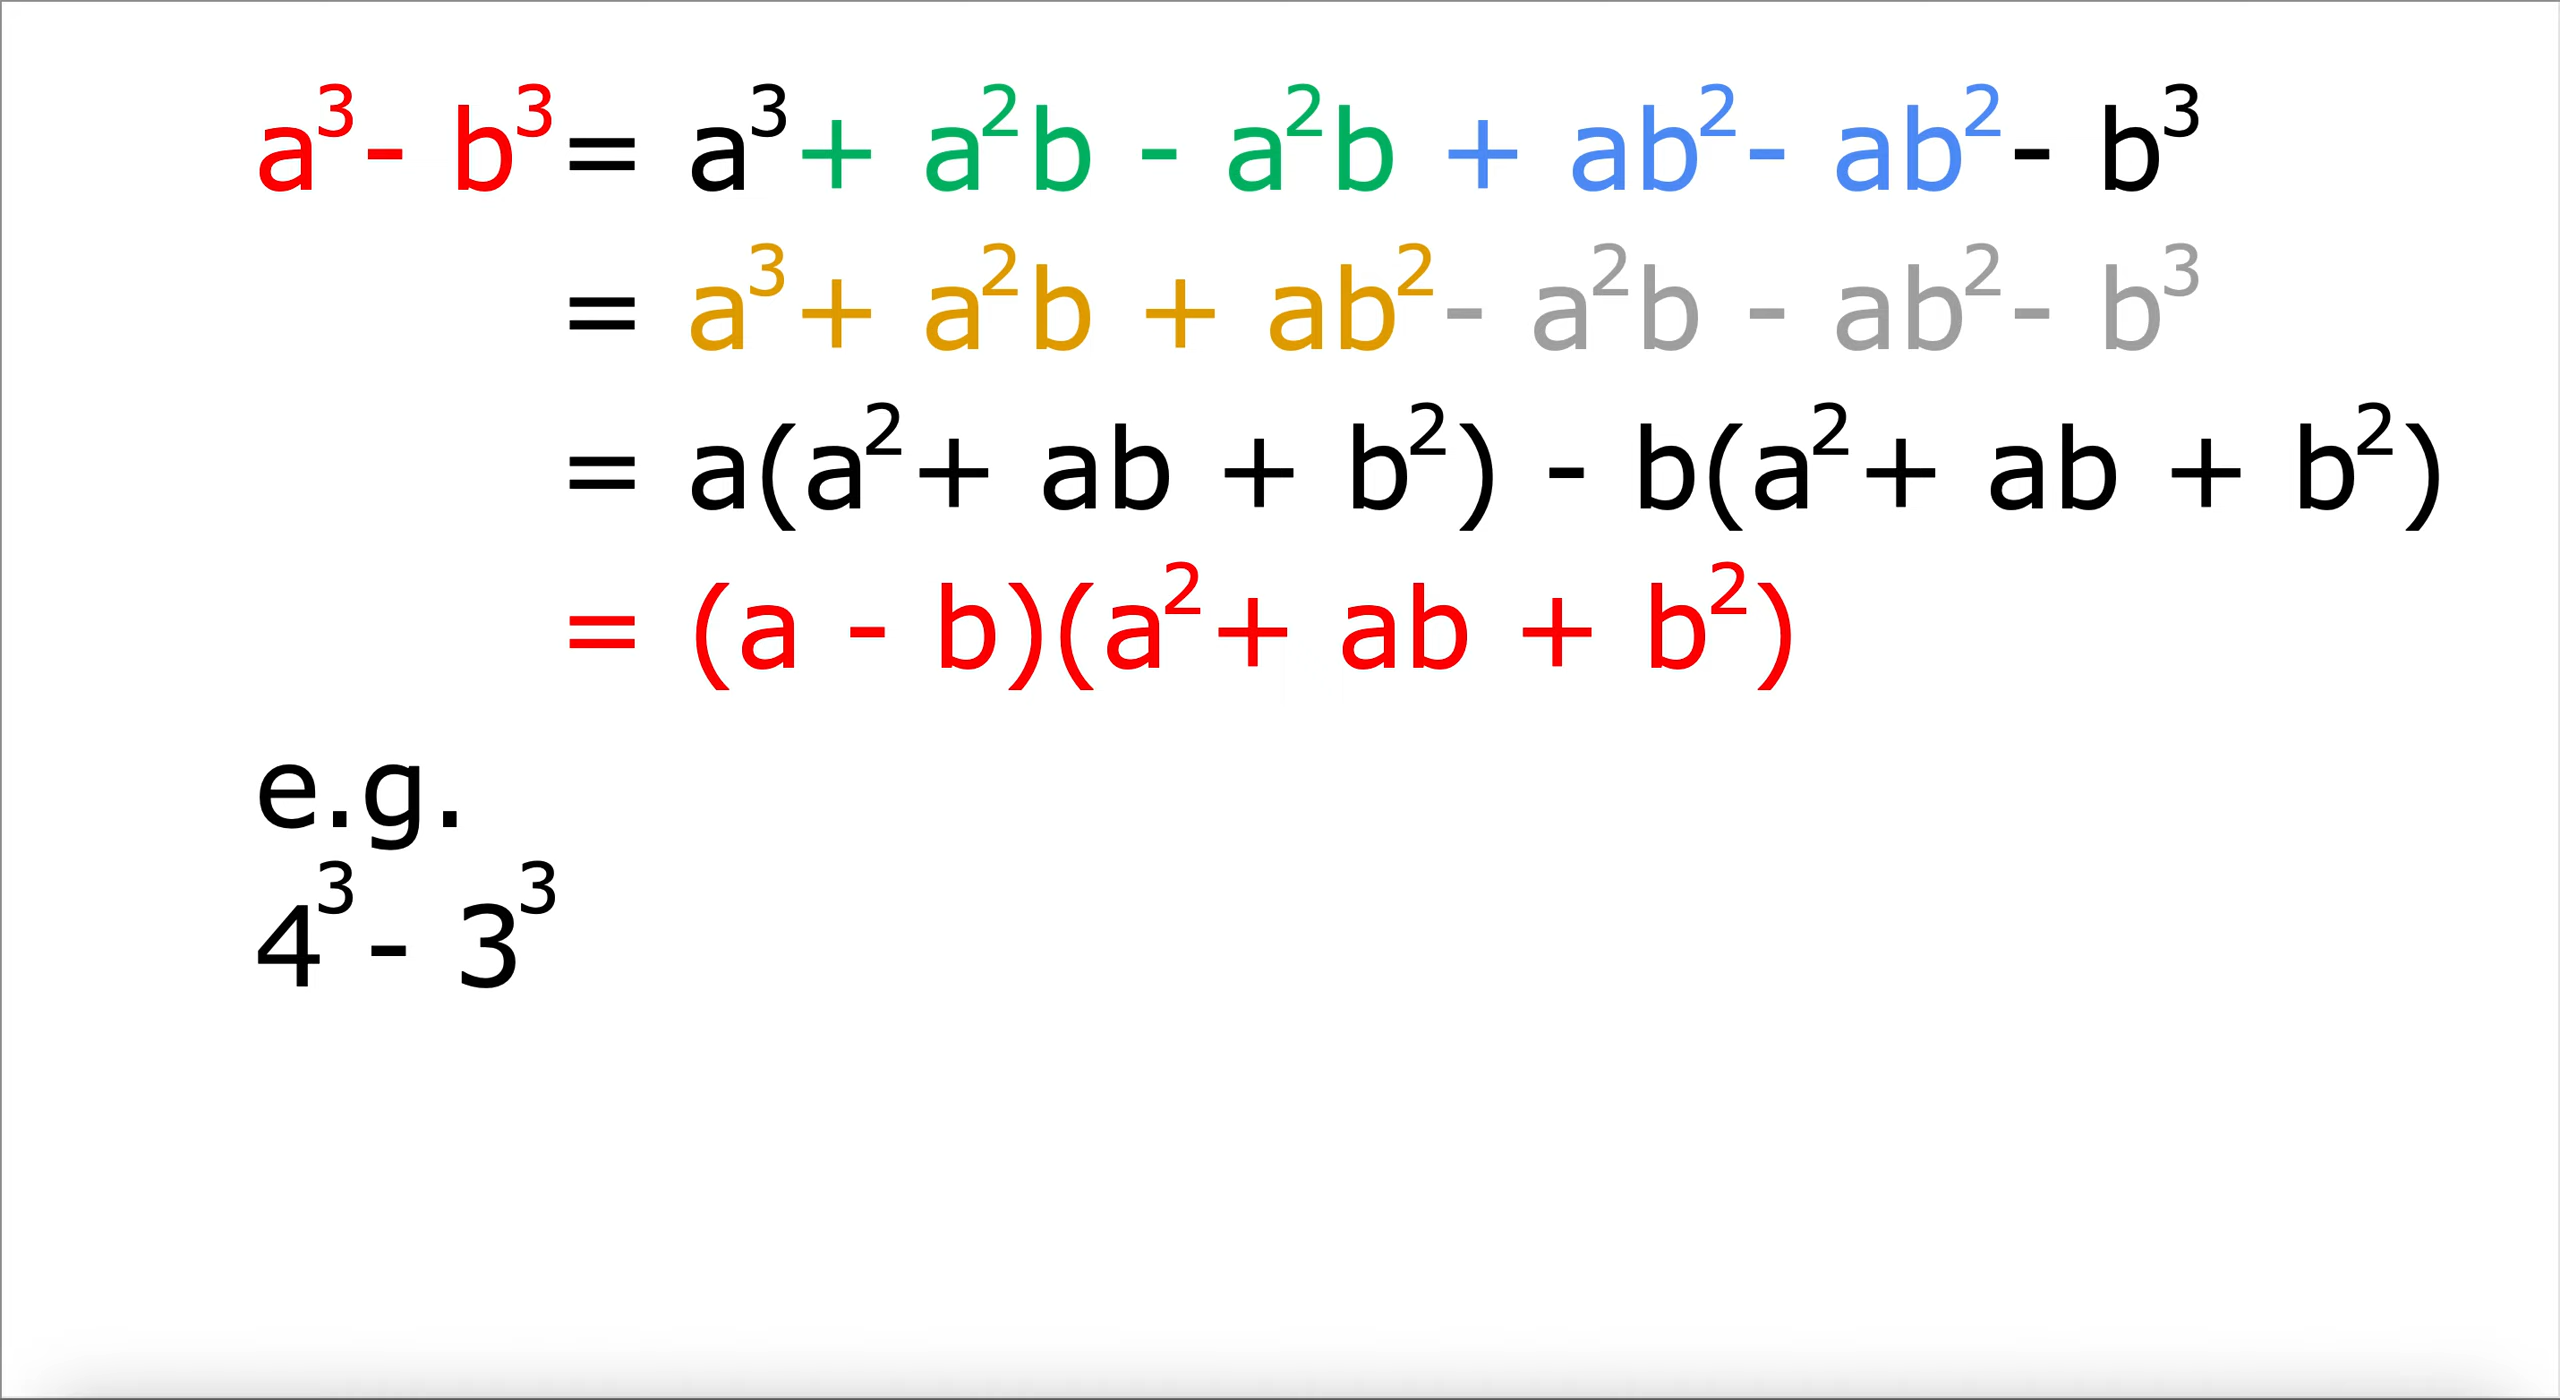 a³- b³= a³+ a²b - a²b + ab²- ab²- b³
= a³+ a²b + ab²- a²b - ab²- b³
= a(a²+ ab + b²) - b(a²+ ab + b²)
= (a - b)(a²+ ab + b²)
e.g.
4³- 3³